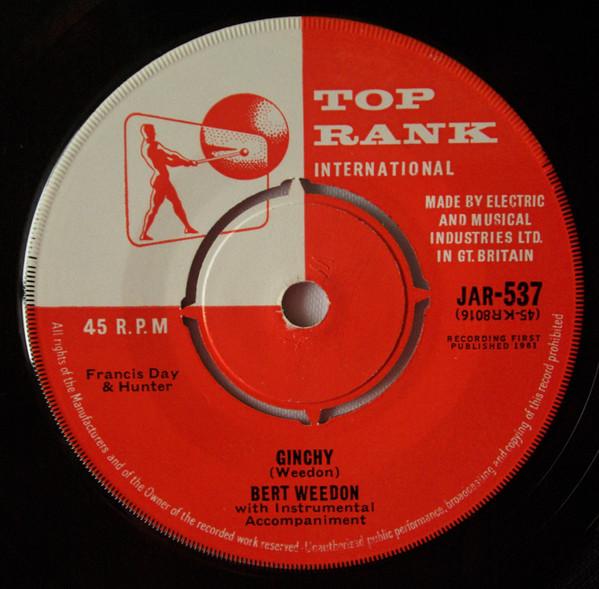 TOP
RANK
INTERNATIONAL
MADE BY ELECTRIC
AND MUSICAL
INDUSTRIES LTD.
IN GT. BRITAIN
JAR-537
(45-KR8016)
RECORDING FIRST
PUBLISHED 1961
45 R.P.M
Francis Day
& Hunter
GINCHY
(Weedon)
BERT WEEDON
with Instrumental
Accompaniment
All rights of the Manufacturers and of the Owner of the recorded work reserved. Unauthorized public performance, broadcasting and copying of this record prohibited